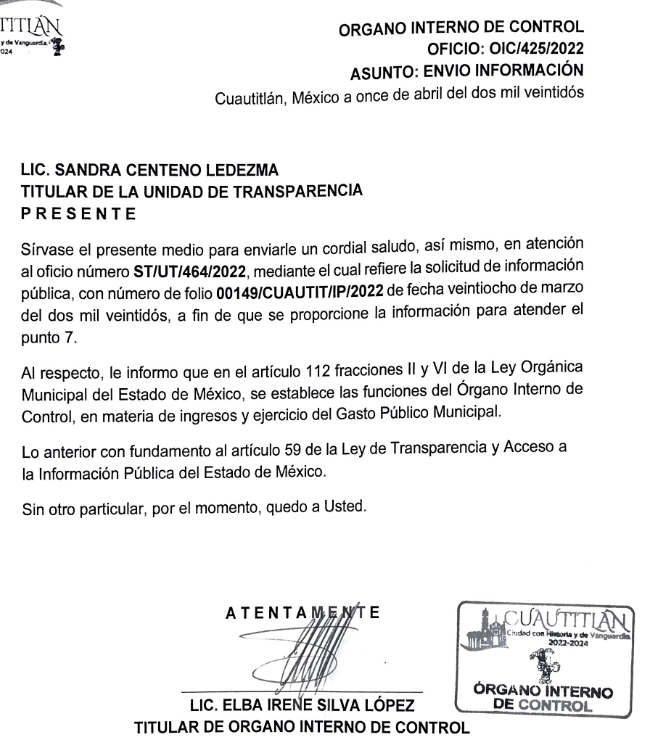 TITLÁN
y de Vanguardia
024
ORGANO INTERNO DE CONTROL
OFICIO: OIC/425/2022
ASUNTO: ENVIO INFORMACIÓN
Cuautitlán, México a once de abril del dos mil veintidós
LIC. SANDRA CENTENO LEDEZMA
TITULAR DE LA UNIDAD DE TRANSPARENCIA
P R E S E N T E
Sírvase el presente medio para enviarle un cordial saludo, así mismo, en atención
al oficio número ST/UT/464/2022, mediante el cual refiere la solicitud de información
pública, con número de folio 00149/CUAUTIT/IP/2022 de fecha veintiocho de marzo
del dos mil veintidós, a fin de que se proporcione la información para atender el
punto 7.
Al respecto, le informo que en el artículo 112 fracciones II y VI de la Ley Orgánica
Municipal del Estado de México, se establece las funciones del Órgano Interno de
Control, en materia de ingresos y ejercicio del Gasto Público Municipal.
Lo anterior con fundamento al artículo 59 de la Ley de Transparencia y Acceso a
la Información Pública del Estado de México.
Sin otro particular, por el momento, quedo a Usted.
A T E N T A M E N T E
LIC. ELBA IRENE SILVA LÓPEZ
TITULAR DE ORGANO INTERNO DE CONTROL
CUAUTITLÁN
Ciudad con Historia y de Vanguardia
2022-2024
ÓRGANO INTERNO
DE CONTROL